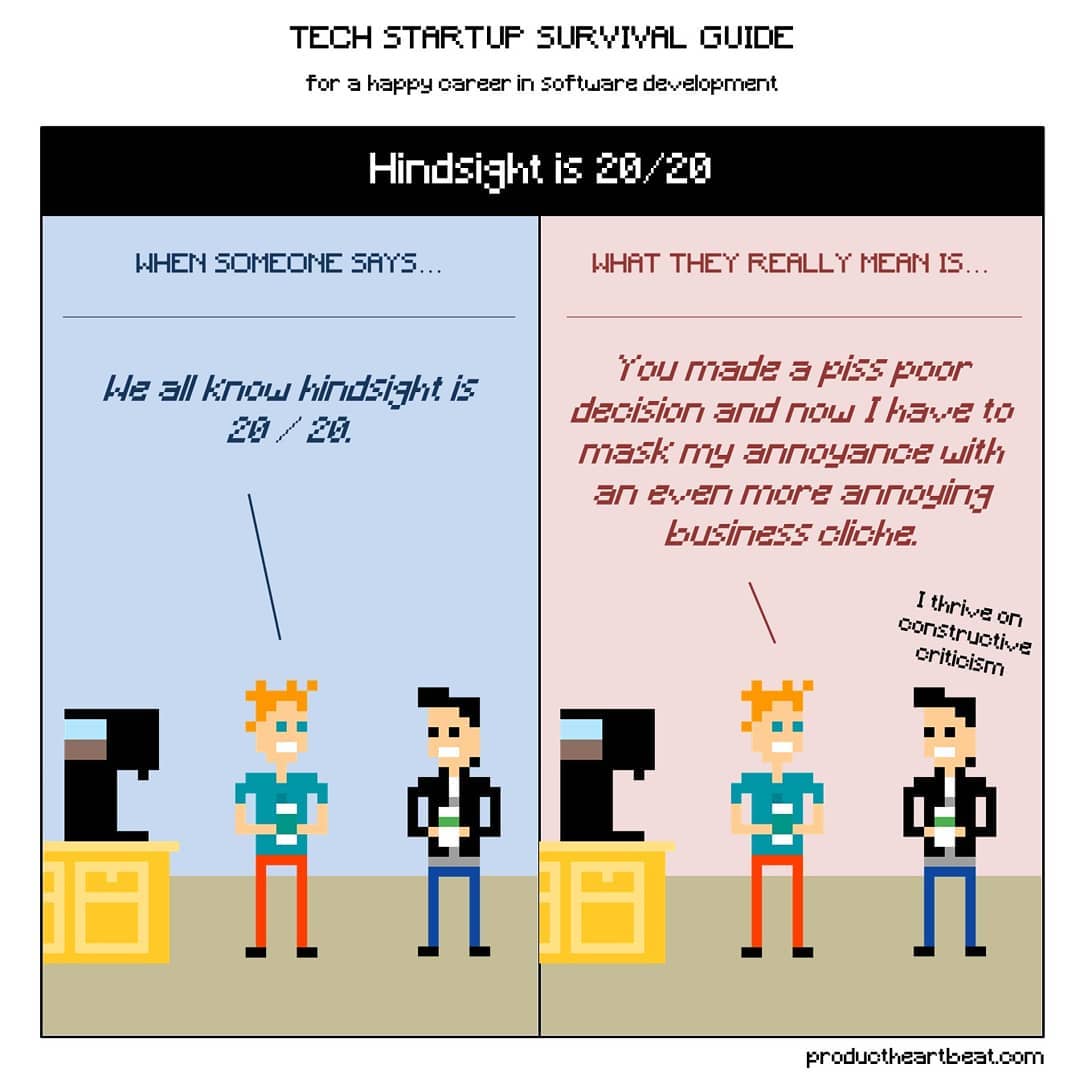 TECH STARTUP SURVIVAL GUIDE
for a happy career in software development
Hindsight is 20/20
WHEN SOMEONE SAYS...
We all know hindsight is
20 / 20.
WHAT THEY REALLY MEAN IS...
You made a piss poor
decision and now I have to
mask my annoyance with
an even more annoying
business cliche.
I thrive on
constructive
criticism
productheartbeat.com